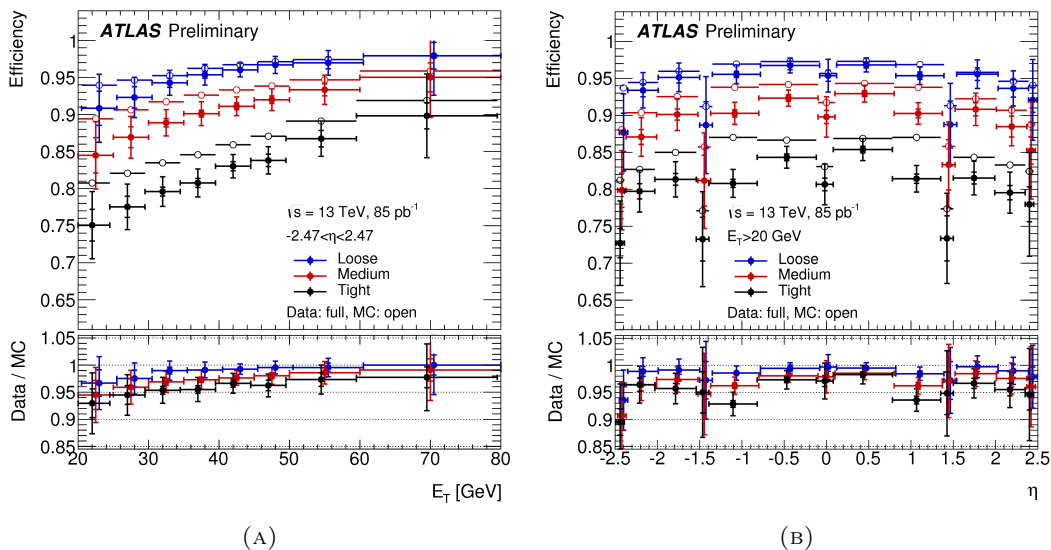 ATLAS Preliminary
Efficiency
1
0.95
0.9
0.85
0.8
0.75
0.7
0.65
√s = 13 TeV, 85 pb-1
-2.47<η<2.47
Loose
Medium
Tight
Data: full, MC: open
Data / MC
1.05
1
0.95
0.9
0.85
20 30 40 50 60 70 80
ET [GeV]
(A)
ATLAS Preliminary
Efficiency
1
0.95
0.9
0.85
0.8
0.75
0.7
0.65
√s = 13 TeV, 85 pb-1
ET>20 GeV
Loose
Medium
Tight
Data: full, MC: open
Data / MC
1.05
1
0.95
0.9
0.85
-2.5 -2 -1.5 -1 -0.5 0 0.5 1 1.5 2 2.5
η
(B)